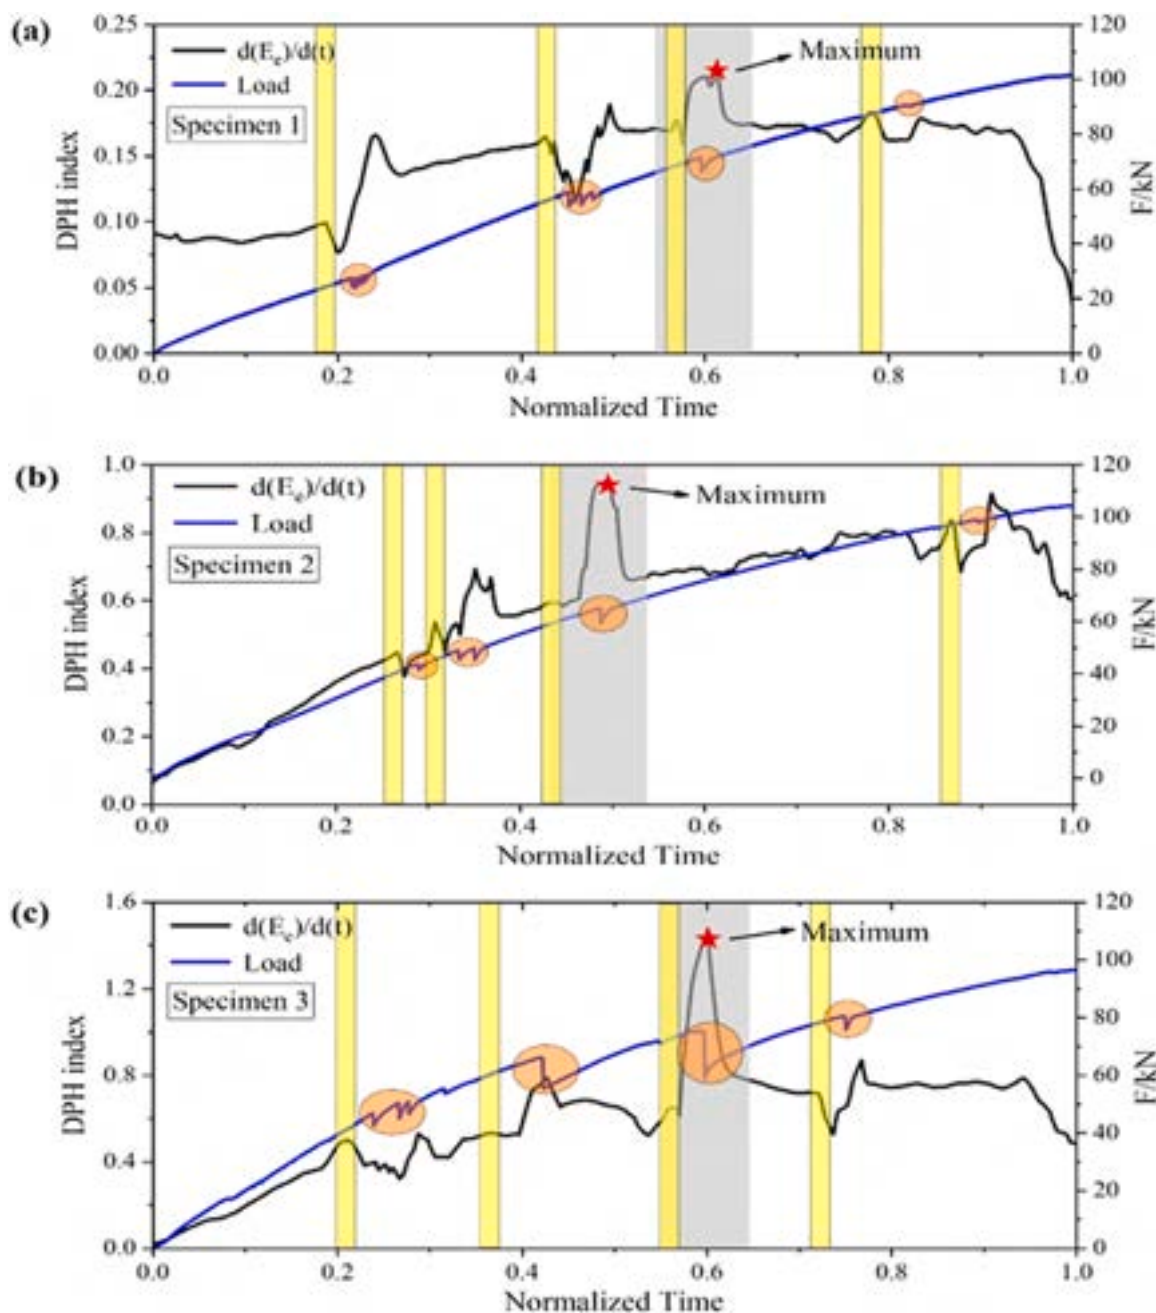 (a)
0.25
0.20
0.15
0.10
0.05
0.00
DPH index
d(Eₑ)/d(t)
Load
Specimen 1
Maximum
120
100
80
60
40
20
0
F/kN
0.0 0.2 0.4 0.6 0.8 1.0
Normalized Time
(b)
1.0
0.8
0.6
0.4
0.2
0.0
DPH index
d(Eₑ)/d(t)
Load
Specimen 2
Maximum
120
100
80
60
40
20
0
F/kN
0.0 0.2 0.4 0.6 0.8 1.0
Normalized Time
(c)
1.6
1.2
0.8
0.4
0.0
DPH index
d(Eₑ)/d(t)
Load
Specimen 3
Maximum
120
100
80
60
40
20
0
F/kN
0.0 0.2 0.4 0.6 0.8 1.0
Normalized Time